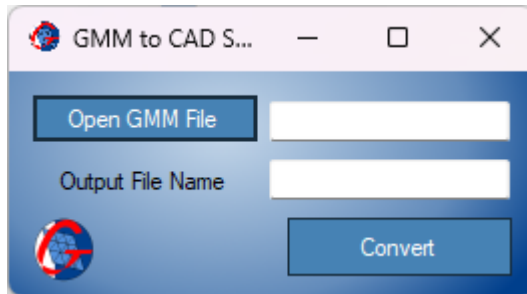 GMM to CAD S...
Open GMM File
Output File Name
G
Convert